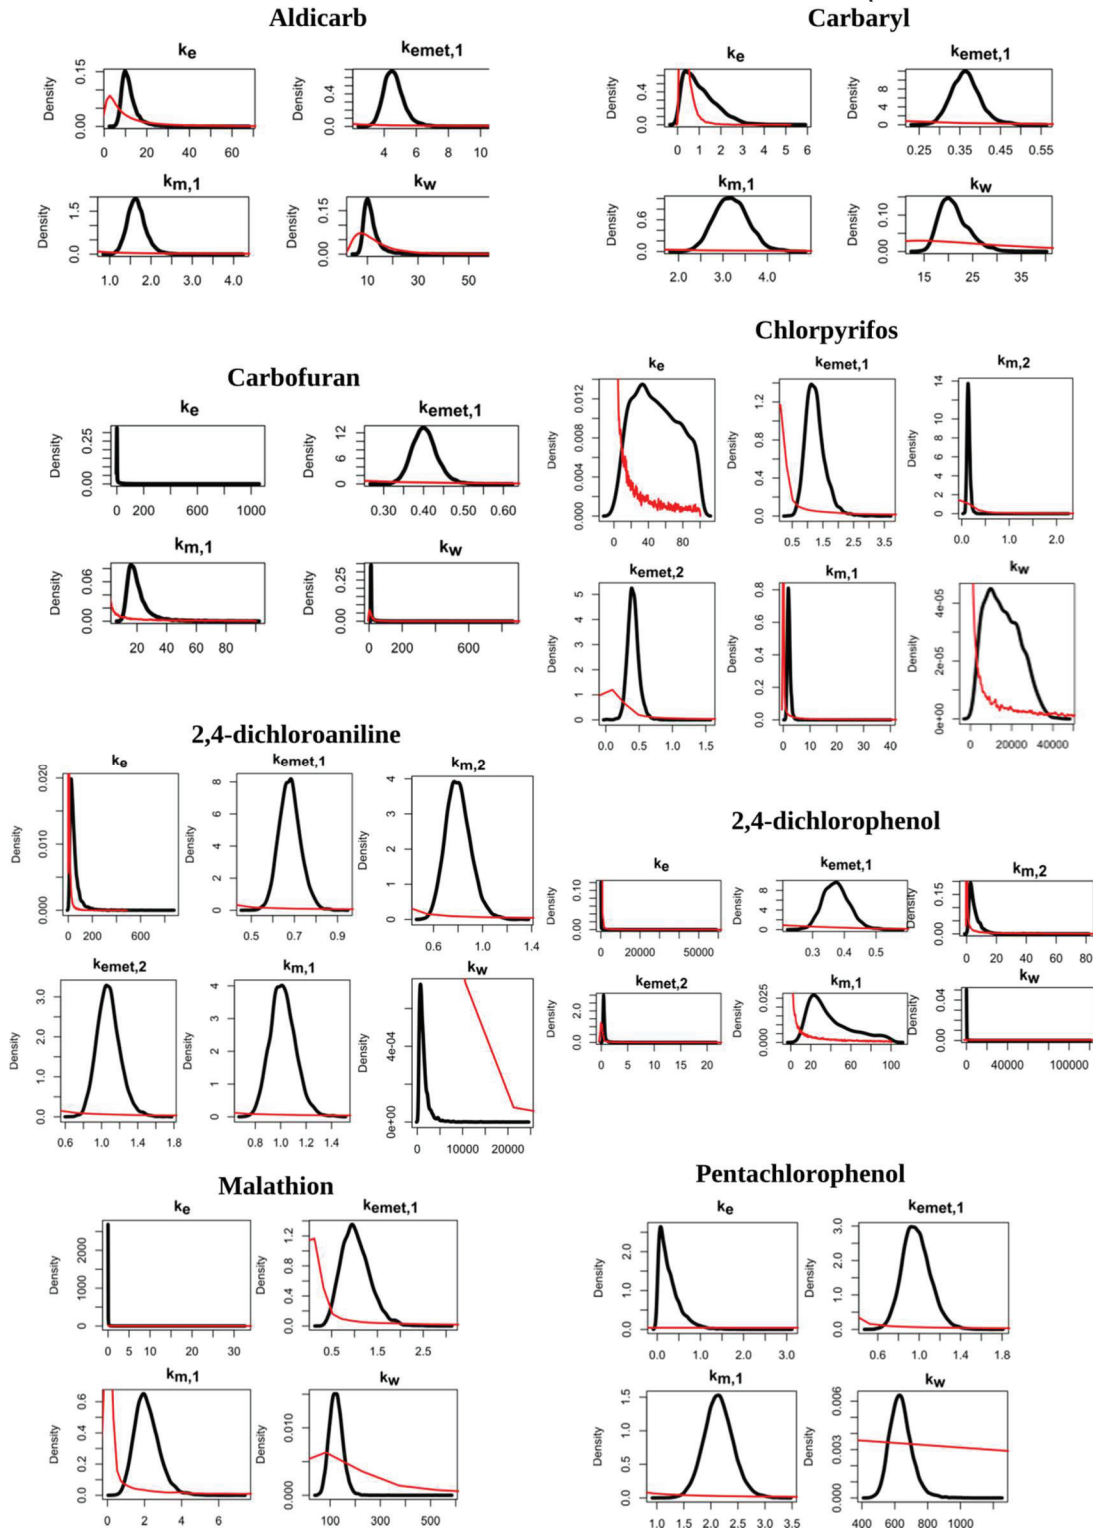 Aldicarb
ke
Density
0.00 0.15
0 20 40 60
kemet,1
Density
0.0 0.4
4 6 8 10
km,1
Density
0.0 1.5
1.0 2.0 3.0 4.0
kw
Density
0.00 0.15
10 30 50
Carbaryl
ke
Density
0.0 0.4
0 1 2 3 4 5 6
kemet,1
Density
0 4 8
0.25 0.35 0.45 0.55
km,1
Density
0.0 0.6
2.0 3.0 4.0
kw
Density
0.00 0.10
15 25 35
Carbofuran
ke
Density
0.00 0.25
0 400 1000
kemet,1
Density
0 6 12
0.30 0.40 0.50 0.60
km,1
Density
0.00 0.06
20 40 60 80
kw
Density
0.00 0.25
0 200 600
Chlorpyrifos
ke
Density
0.000 0.004 0.008 0.012
0 40 80
kemet,1
Density
0.0 0.4 0.8 1.2
0.5 1.5 2.5 3.5
km,2
Density
0 2 4 6 8 10 12 14
0.0 1.0 2.0
kemet,2
Density
0 1 2 3 4 5
0.0 0.5 1.0 1.5
km,1
Density
0.0 0.2 0.4 0.6 0.8
0 10 20 30 40
kw
Density
0e+00 2e-05 4e-05
0 20000 40000
2,4-dichloroaniline
ke
Density
0.000 0.010 0.020
0 200 600
kemet,1
Density
0 2 4 6 8
0.5 0.7 0.9
km,2
Density
0 1 2 3 4
0.6 1.0 1.4
kemet,2
Density
0.0 1.0 2.0 3.0
0.6 1.0 1.4 1.8
km,1
Density
0 1 2 3 4
0.8 1.0 1.2 1.4
kw
Density
0e+00 4e-04
0 10000 20000
2,4-dichlorophenol
ke
Density
0.00 0.10
0 20000 50000
kemet,1
Density
0 4 8
0.3 0.4 0.5
km,2
Density
0.00 0.15
0 20 40 60 80
kemet,2
Density
0.0 2.0
0 5 10 15 20
km,1
Density
0.000 0.025
0 20 60 100
kw
Density
0.00 0.04
0 40000 100000
Malathion
ke
Density
0 1000 2000
0 5 10 20 30
kemet,1
Density
0.0 0.4 0.8 1.2
0.5 1.5 2.5
km,1
Density
0.0 0.2 0.4 0.6
0 2 4 6
kw
Density
0.000 0.010
100 300 500
Pentachlorophenol
ke
Density
0.0 1.0 2.0
0.0 1.0 2.0 3.0
kemet,1
Density
0.0 1.0 2.0 3.0
0.6 1.0 1.4 1.8
km,1
Density
0.0 0.5 1.0 1.5
1.0 1.5 2.0 2.5 3.0 3.5
kw
Density
0.000 0.003 0.006
400 600 800 1000